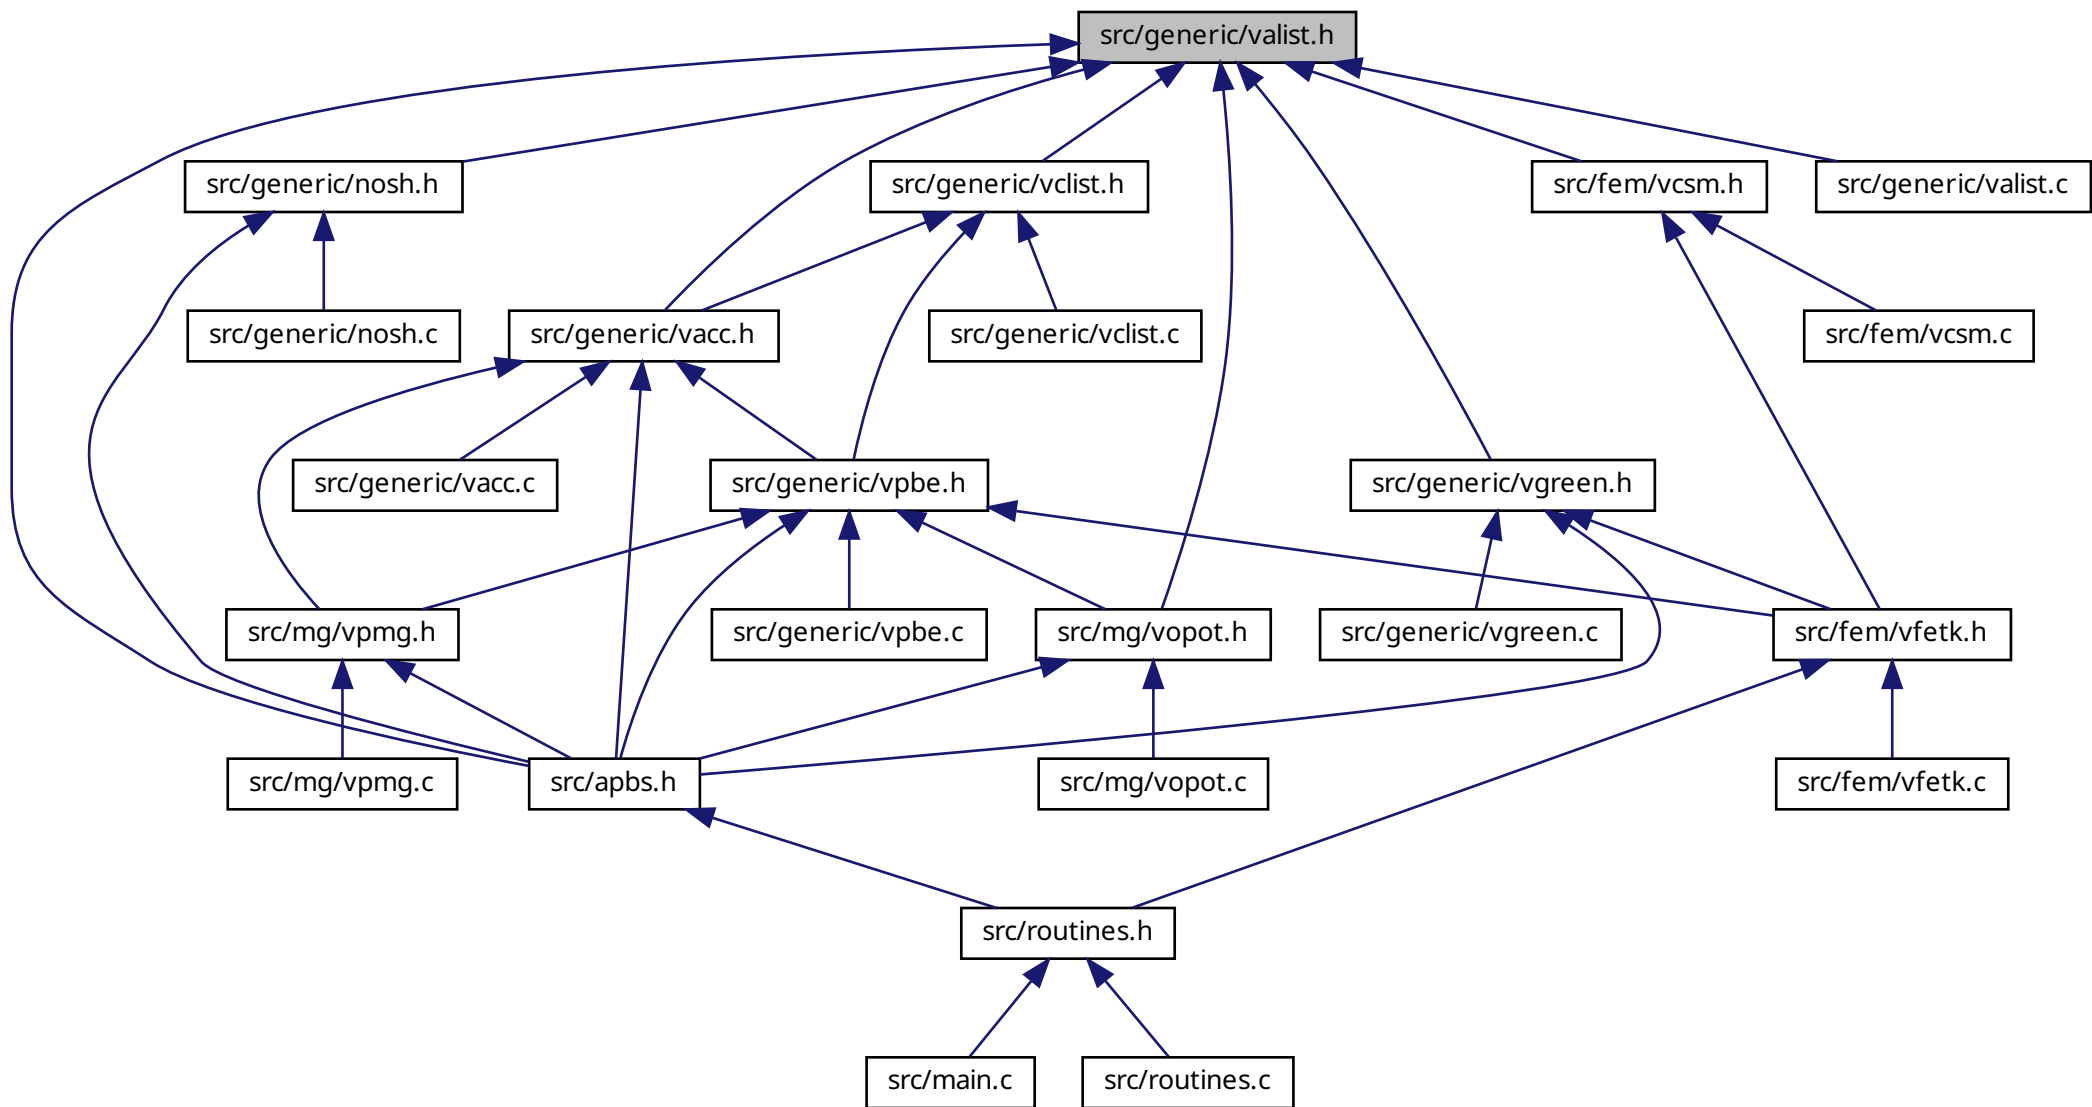 src/generic/valist.h
src/generic/nosh.h
src/generic/vclist.h
src/fem/vcsm.h
src/generic/valist.c
src/generic/nosh.c
src/generic/vacc.h
src/generic/vclist.c
src/fem/vcsm.c
src/generic/vacc.c
src/generic/vpbe.h
src/generic/vgreen.h
src/mg/vpmg.h
src/generic/vpbe.c
src/mg/vopot.h
src/generic/vgreen.c
src/fem/vfetk.h
src/mg/vpmg.c
src/apbs.h
src/mg/vopot.c
src/fem/vfetk.c
src/routines.h
src/main.c
src/routines.c